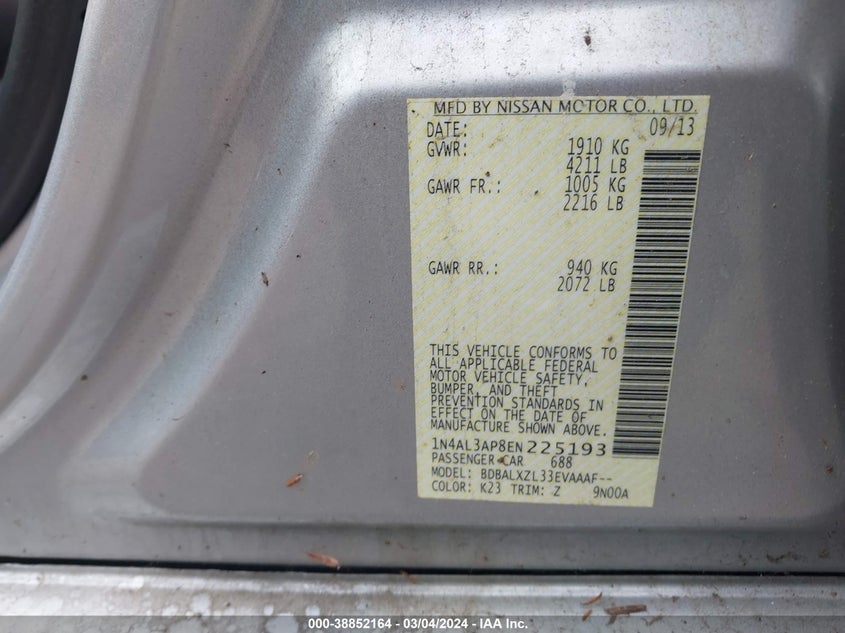 MFD BY NISSAN MOTOR CO., LTD.
DATE: 09/13
GVWR: 1910 KG
4211 LB
GAWR FR.: 1005 KG
2216 LB
GAWR RR.: 940 KG
2072 LB
THIS VEHICLE CONFORMS TO
ALL APPLICABLE FEDERAL
MOTOR VEHICLE SAFETY,
BUMPER, AND THEFT
PREVENTION STANDARDS IN
EFFECT ON THE DATE OF
MANUFACTURE SHOWN ABOVE.
1N4AL3AP8EN225193
PASSENGER CAR 688
MODEL: BDBALXZL33EVAAAF--
COLOR: K23 TRIM: Z 9N00A
000-38852164 - 03/04/2024 - IAA Inc.